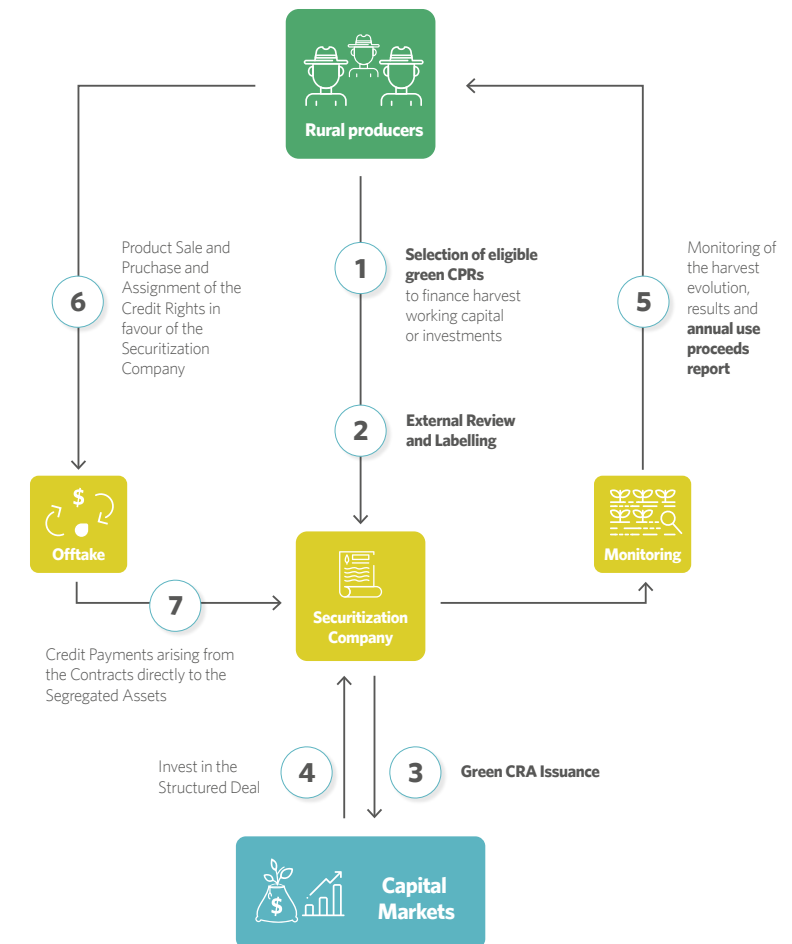 Rural producers
6
Product Sale and
Pruchase and
Assignment of the
Credit Rights in
favour of the
Securitization
Company
1
Selection of eligible
green CPRs
to finance harvest
working capital
or investments
5
Monitoring of
the harvest
evolution,
results and
annual use
proceeds
report
2
External Review
and Labelling
$
Offtake
Monitoring
Securitization
Company
7
Credit Payments arising from
the Contracts directly to the
Segregated Assets
Invest in the
Structured Deal
4
3
Green CRA Issuance
$
Capital
Markets